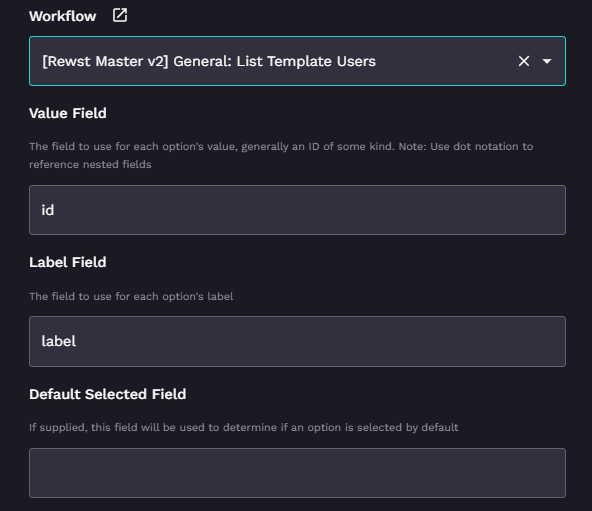 Workflow
[Rewst Master v2] General: List Template Users
Value Field
The field to use for each option's value, generally an ID of some kind. Note: Use dot notation to
reference nested fields
id
Label Field
The field to use for each option's label
label
Default Selected Field
If supplied, this field will be used to determine if an option is selected by default